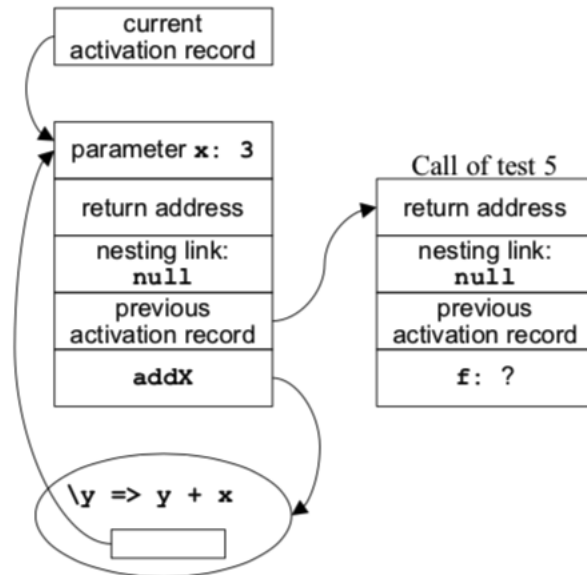 current
activation record
parameter x: 3
return address
nesting link:
null
previous
activation record
addX
\y => y + x
Call of test 5
return address
nesting link:
null
previous
activation record
f: ?